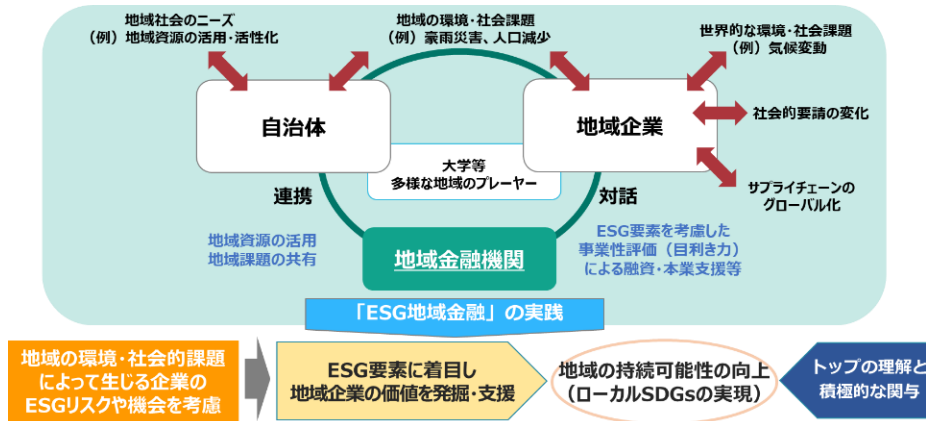 地域社会のニーズ
（例）地域資源の活用・活性化
地域の環境・社会課題
（例）豪雨災害、人口減少
世界的な環境・社会課題
（例）気候変動
自治体
地域企業
社会的要請の変化
大学等
多様な地域のプレーヤー
サプライチェーンの
グローバル化
連携
対話
地域資源の活用
地域課題の共有
地域金融機関
ESG要素を考慮した
事業性評価（目利き力）
による融資・本業支援等
「ESG地域金融」の実践
地域の環境・社会的課題
によって生じる企業の
ESGリスクや機会を考慮
ESG要素に着目し
地域企業の価値を発掘・支援
地域の持続可能性の向上
（ローカルSDGsの実現）
トップの理解と
積極的な関与